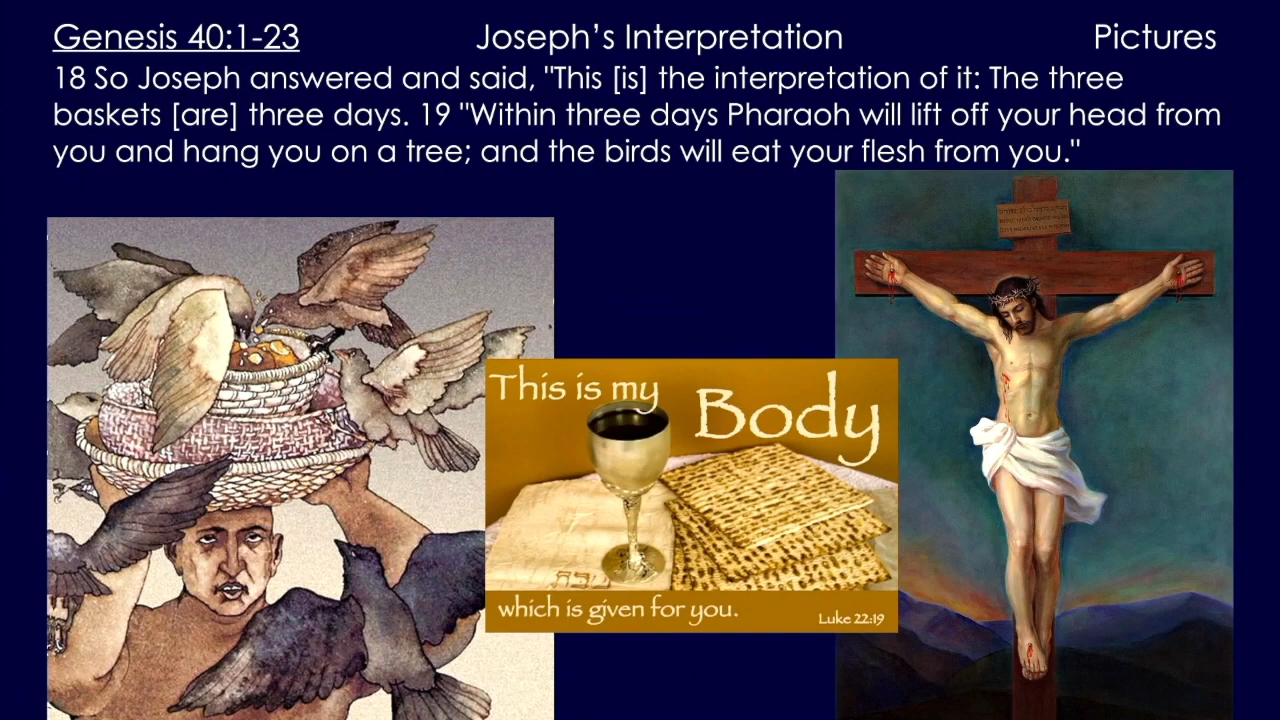 Genesis 40:1-23 Joseph’s Interpretation Pictures
18 So Joseph answered and said, "This [is] the interpretation of it: The three
baskets [are] three days. 19 "Within three days Pharaoh will lift off your head from
you and hang you on a tree; and the birds will eat your flesh from you."
This is my
Body
which is given for you.
Luke 22:19